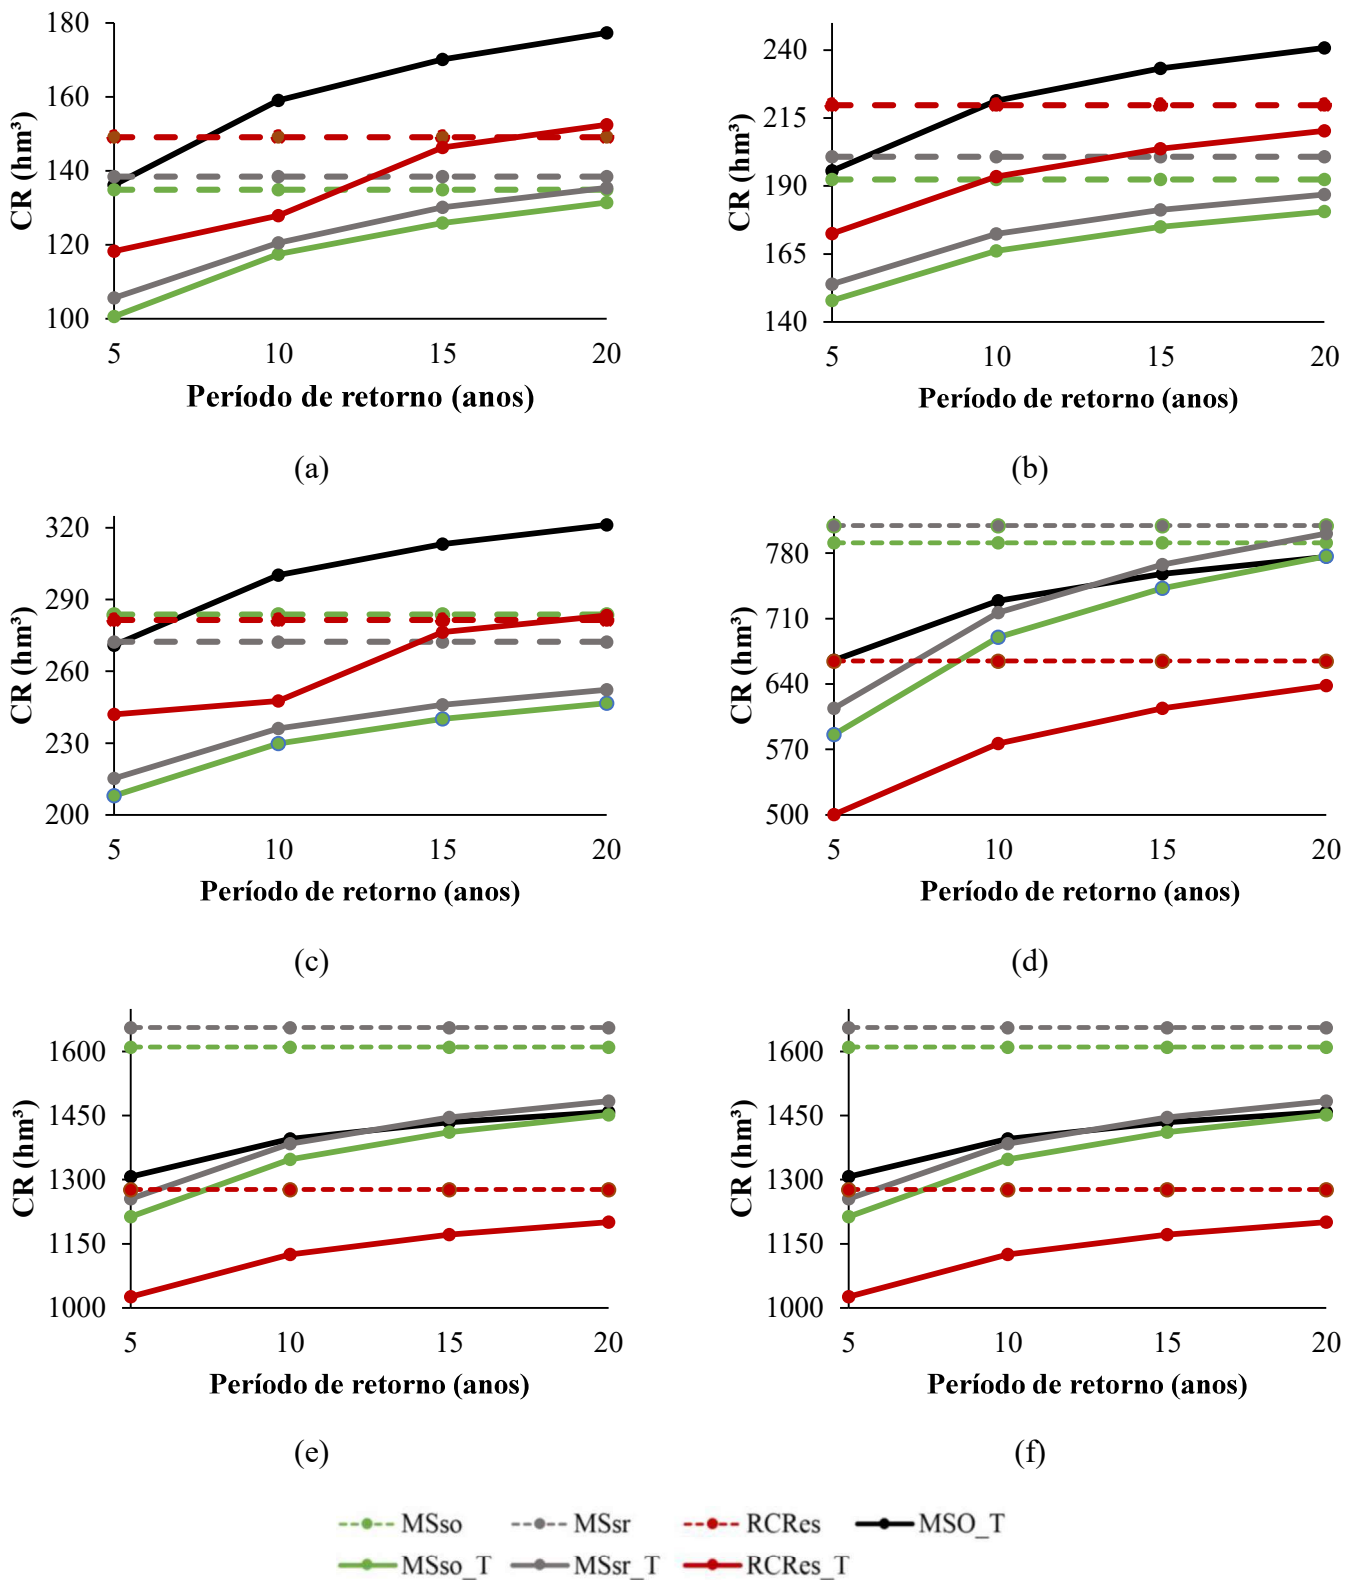 180
160
140
120
100
CR (hm³)
5 10 15 20
Período de retorno (anos)
(a)
240
215
190
165
140
CR (hm³)
5 10 15 20
Período de retorno (anos)
(b)
320
290
260
230
200
CR (hm³)
5 10 15 20
Período de retorno (anos)
(c)
780
710
640
570
500
CR (hm³)
5 10 15 20
Período de retorno (anos)
(d)
1600
1450
1300
1150
1000
CR (hm³)
5 10 15 20
Período de retorno (anos)
(e)
1600
1450
1300
1150
1000
CR (hm³)
5 10 15 20
Período de retorno (anos)
(f)
MSso MSsr RCRes MSO_T
MSso_T MSsr_T RCRes_T